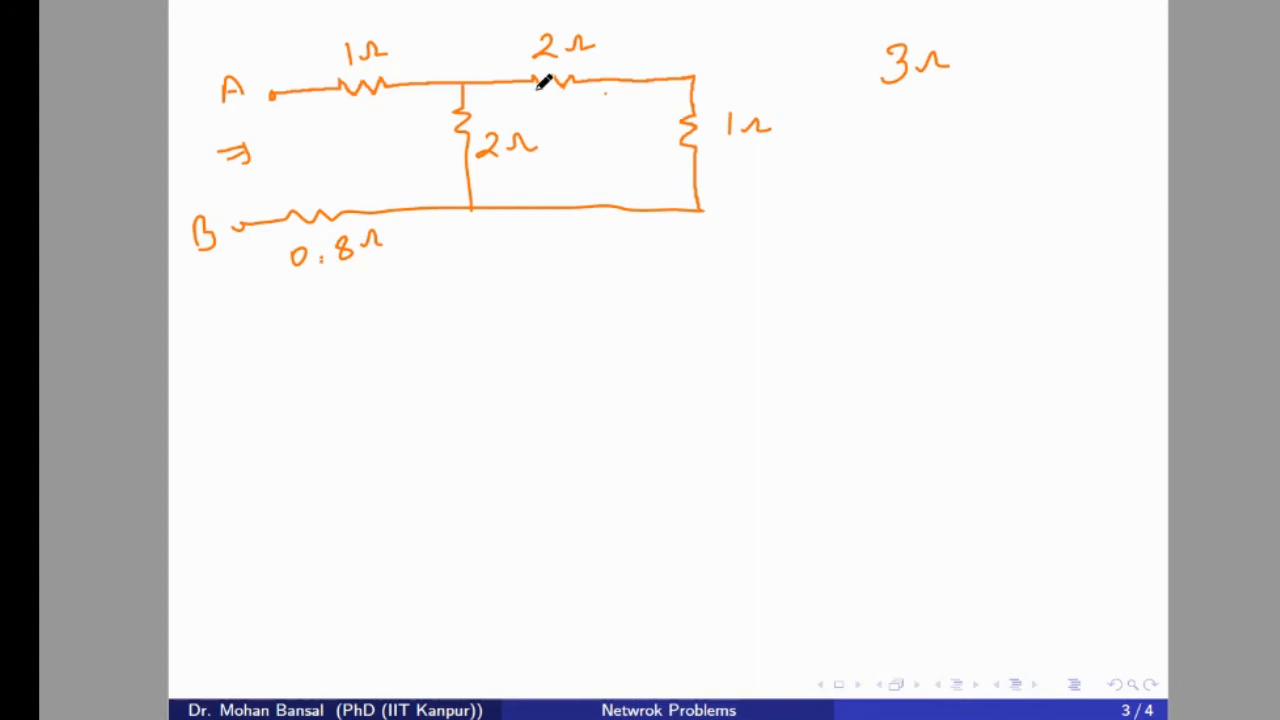 1Ω
2Ω
3Ω
A
1Ω
⇒
2Ω
B
0.8Ω
Dr. Mohan Bansal (PhD (IIT Kanpur))
Netwrok Problems
3 / 4